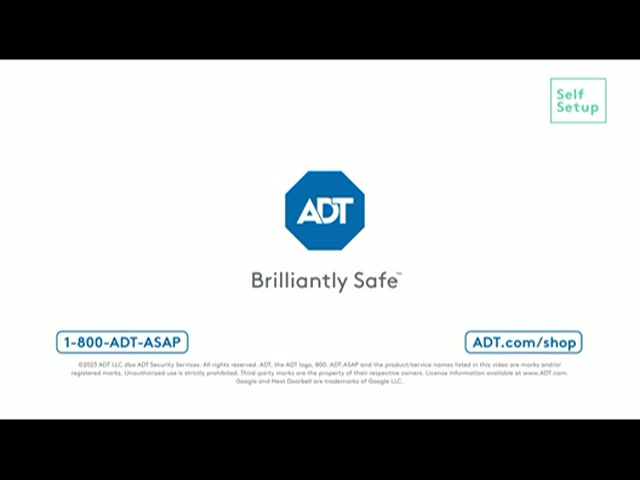 Self
Setup
ADT
Brilliantly Safe™
1-800-ADT-ASAP
ADT.com/shop
©2023 ADT LLC dba ADT Security Services. All rights reserved. ADT, the ADT logo, 800. ADT.ASAP and the product/service names listed in this video are marks and/or
registered marks. Unauthorized use is strictly prohibited. Third-party marks are the property of their respective owners. License information available at www.ADT.com.
Google and Nest Doorbell are trademarks of Google LLC.